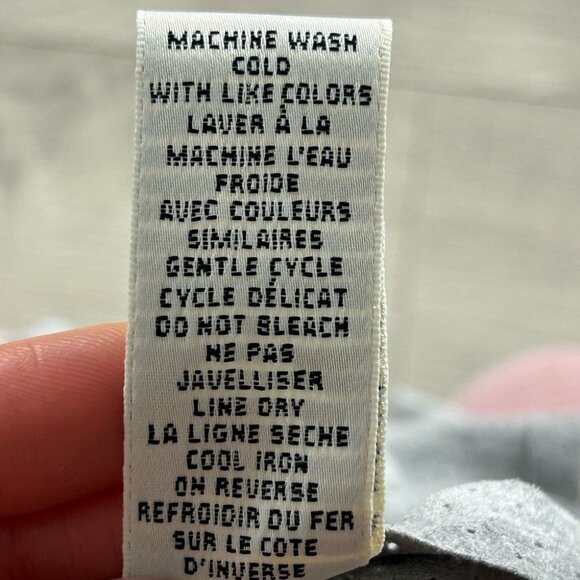 MACHINE WASH
COLD
WITH LIKE COLORS
LAVER À LA
MACHINE L'EAU
FROIDE
AVEC COULEURS
SIMILAIRES
GENTLE CYCLE
CYCLE DÉLICAT
DO NOT BLEACH
NE PAS
JAVELLISER
LINE DRY
LA LIGNE SECHE
COOL IRON
ON REVERSE
REFROIDIR DU FER
SUR LE COTE
D'INVERSE